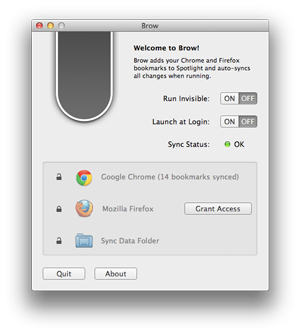 Brow
Welcome to Brow!
Brow adds your Chrome and Firefox
bookmarks to Spotlight and auto-syncs
all changes when running.
Run Invisible: ON OFF
Launch at Login: ON OFF
Sync Status: OK
Google Chrome (14 bookmarks synced)
Mozilla Firefox Grant Access
Sync Data Folder
Quit About